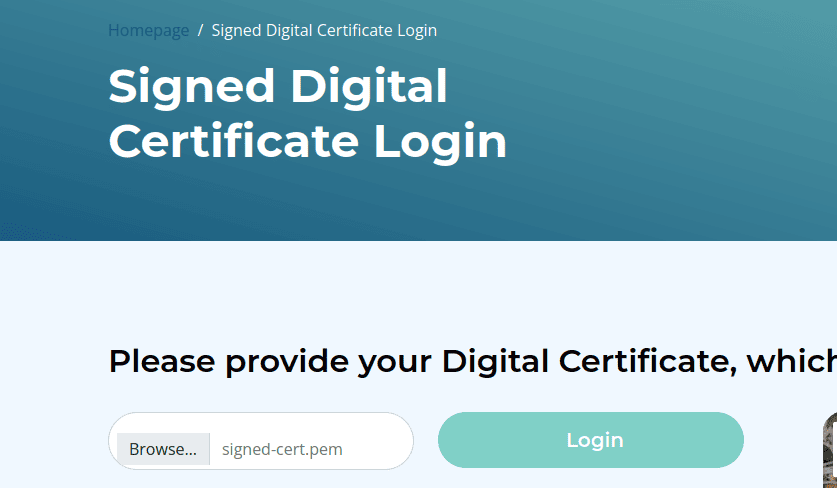 Homepage / Signed Digital Certificate Login
Signed Digital
Certificate Login
Please provide your Digital Certificate, which
Browse... signed-cert.pem
Login